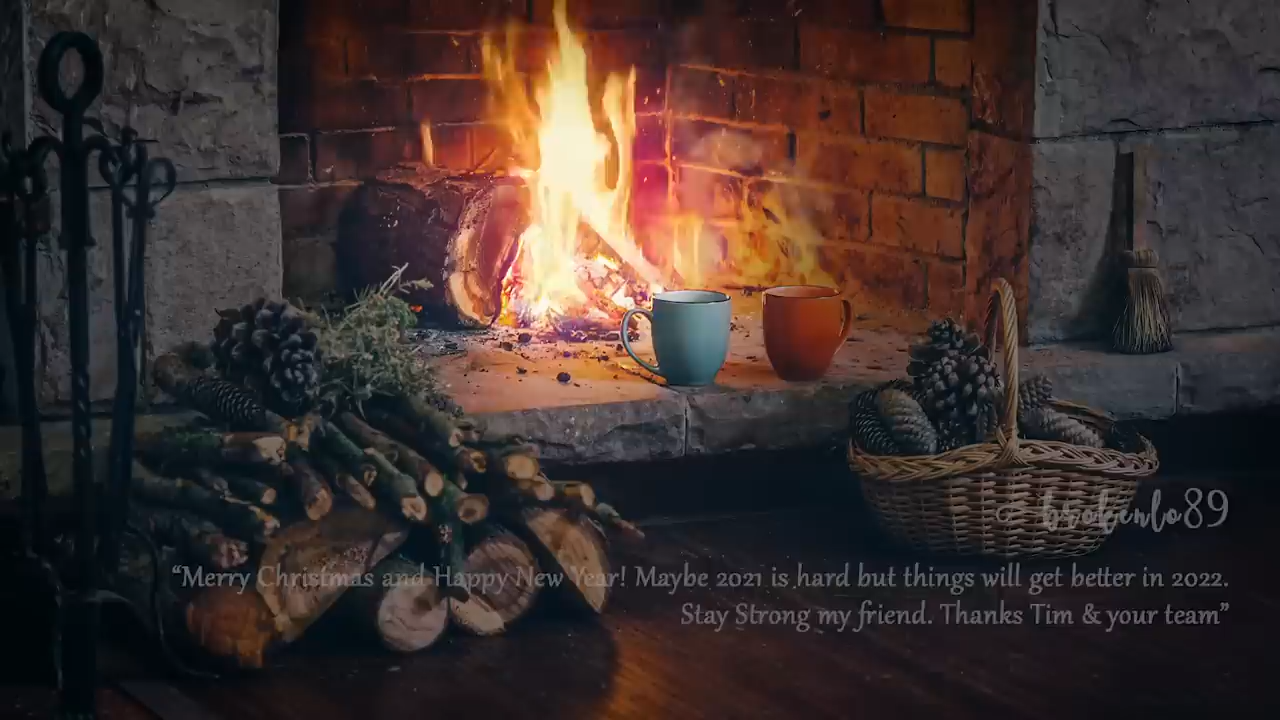 brokenlo89
“Merry Christmas and Happy New Year! Maybe 2021 is hard but things will get better in 2022.
Stay Strong my friend. Thanks Tim & your team”